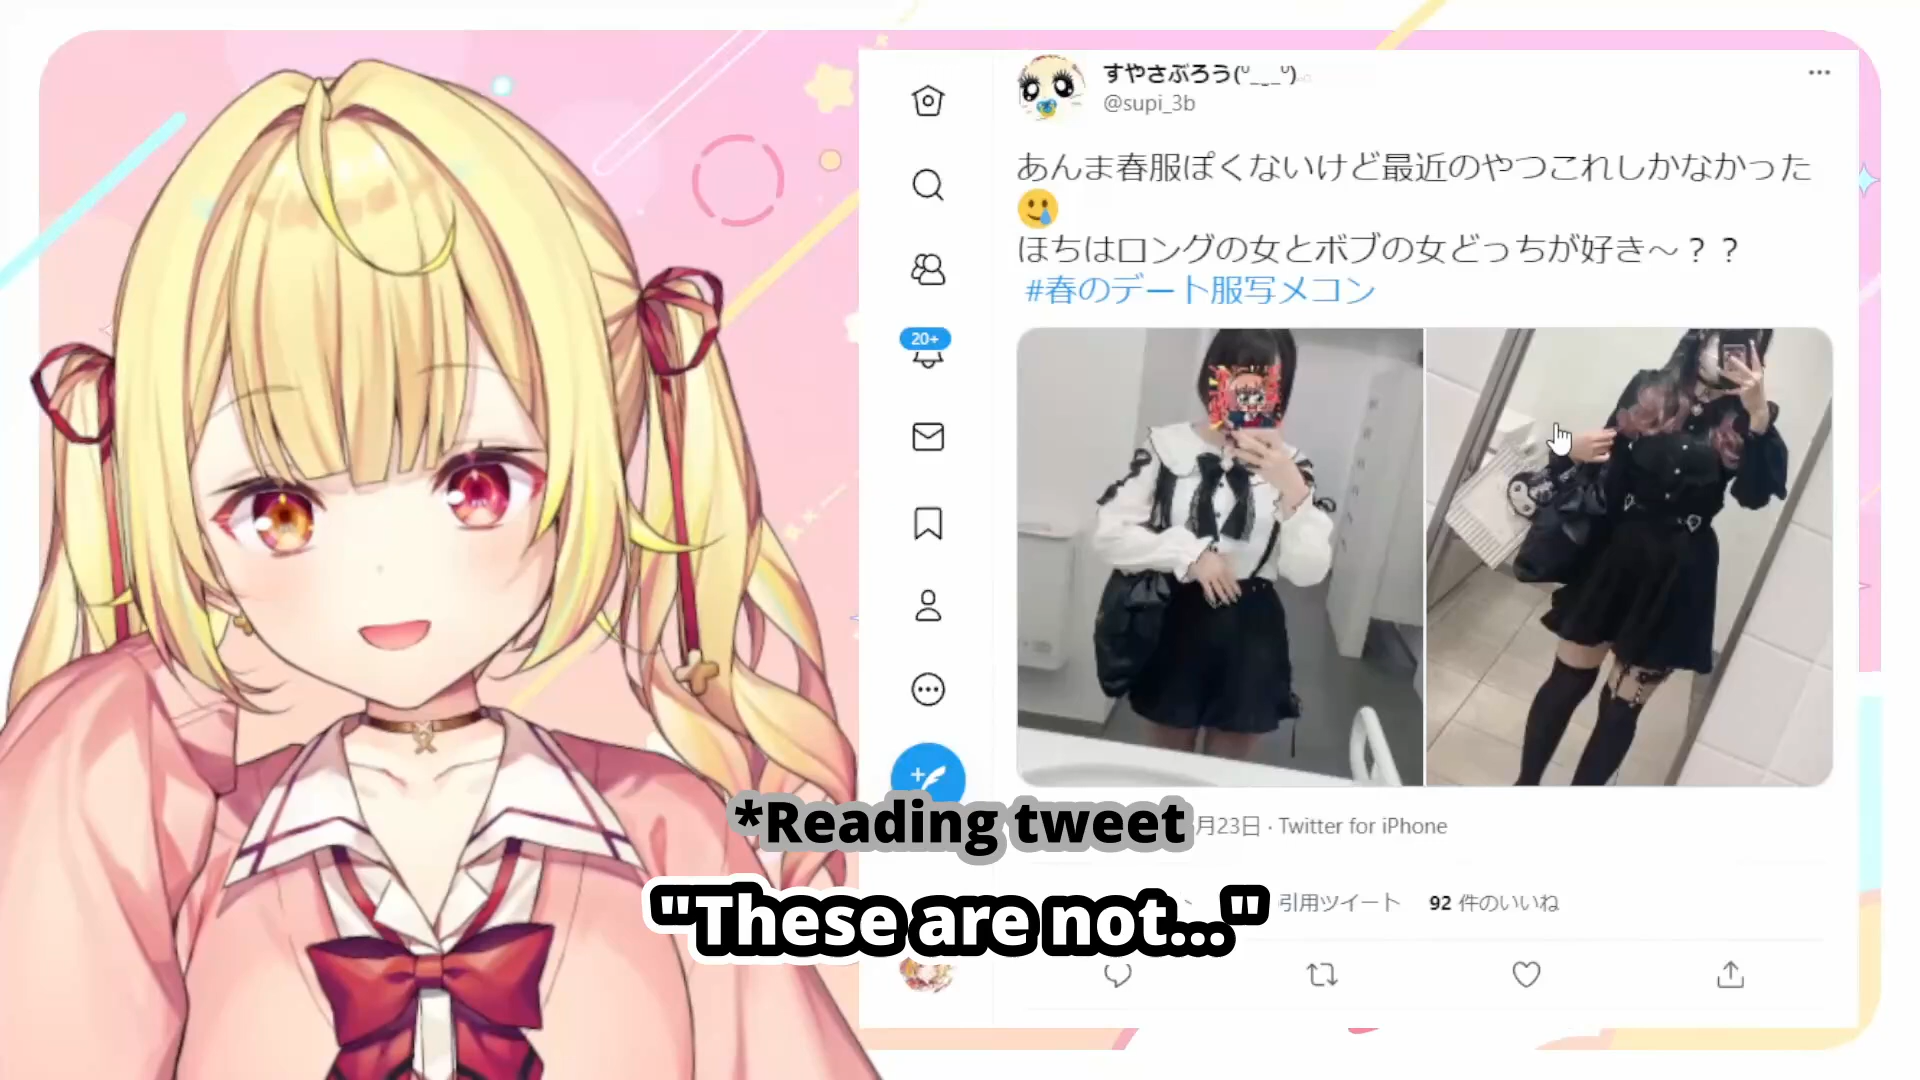 すやさぶろう(º﹏º)
@supi_3b
あんま春服ぽくないけど最近のやつこれしかなかった
🥲
ほちはロングの女とボブの女どっちが好き〜？？
#春のデート服写メコン
20+
*Reading tweet
月23日 · Twitter for iPhone
"These are not..."
引用ツイート 92 件のいいね